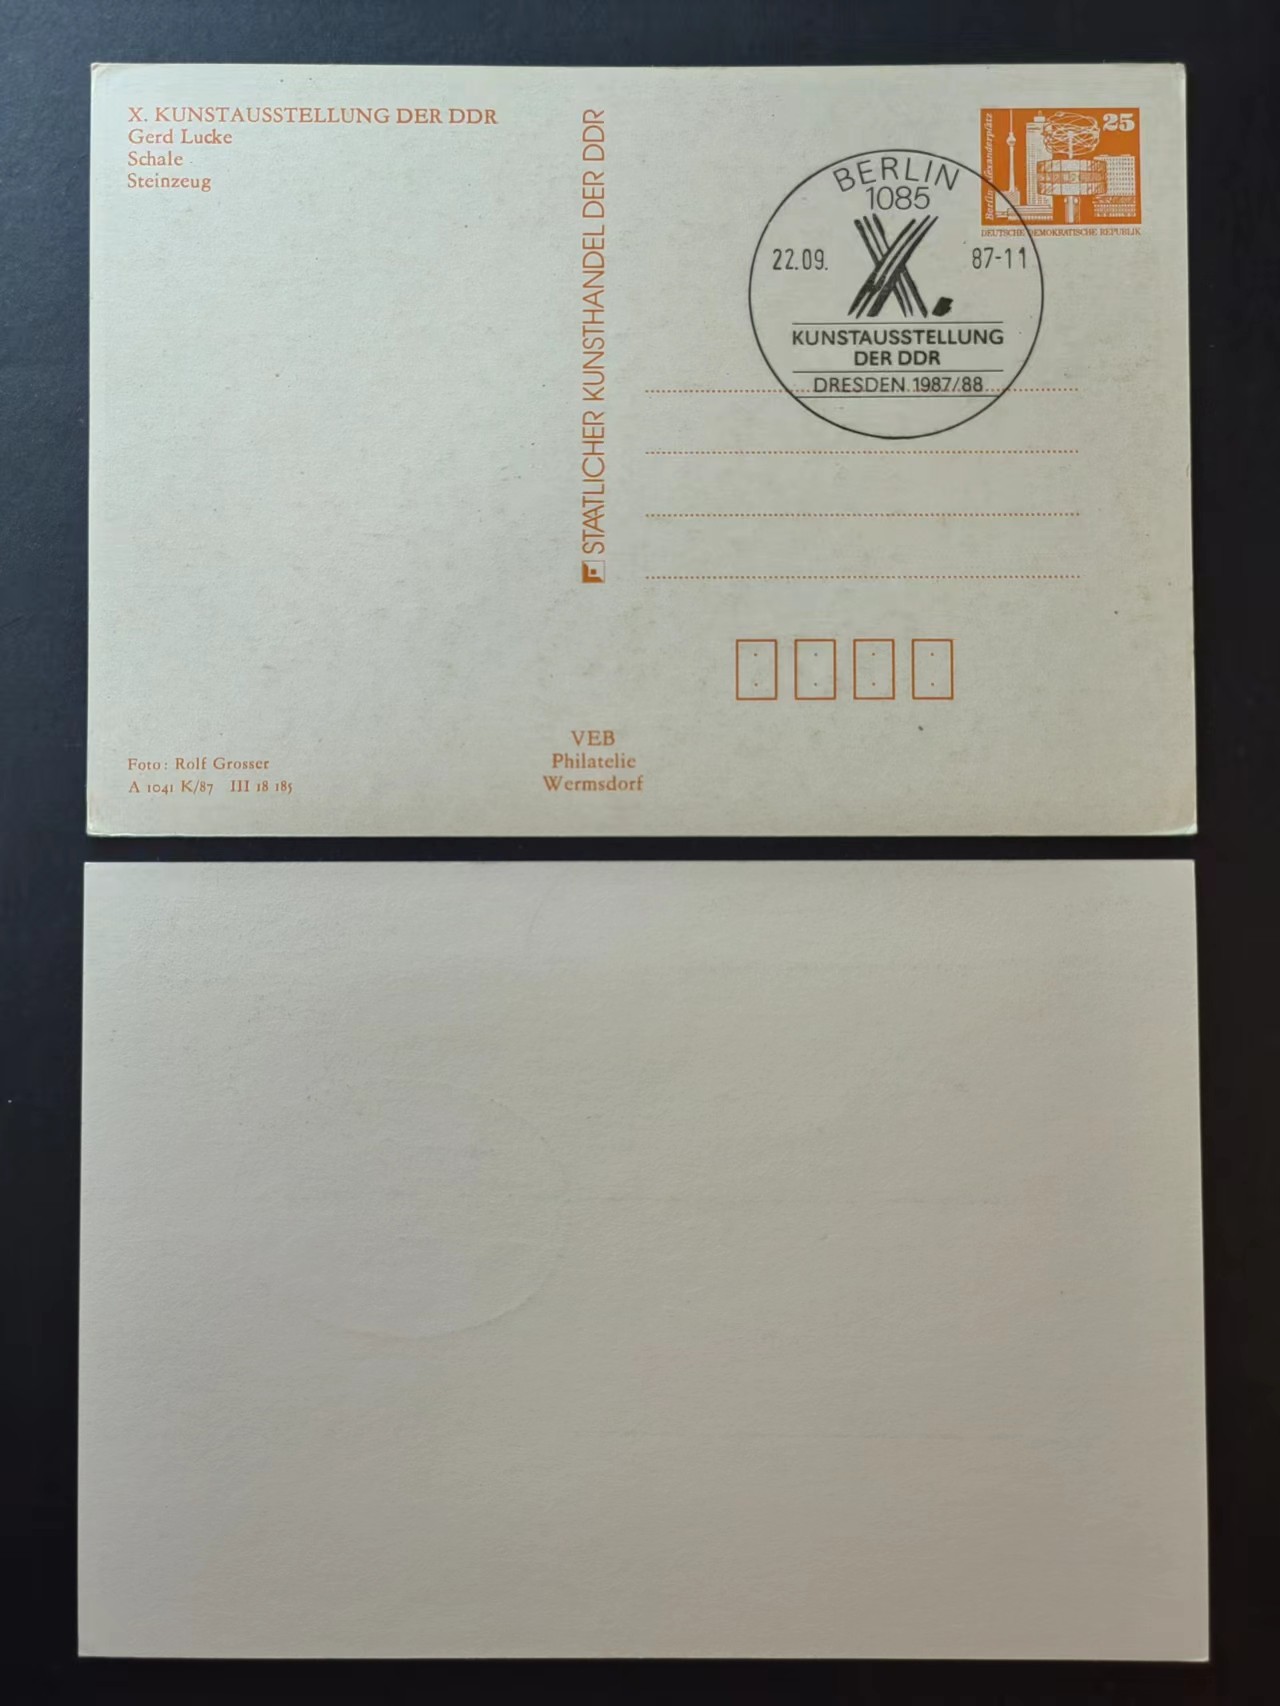 X. KUNSTAUSSTELLUNG DER DDR
Gerd Lucke
Schale
Steinzeug
STAATLICHER KUNSTHANDEL DER DDR
25
Berlin-Alexanderplatz
DEUTSCHE DEMOKRATISCHE REPUBLIK
BERLIN
1085
22.09. 87-11
X.
KUNSTAUSSTELLUNG
DER DDR
DRESDEN 1987/88
Foto: Rolf Grosser
A 1041 K/87 III 18 185
VEB
Philatelie
Wermsdorf